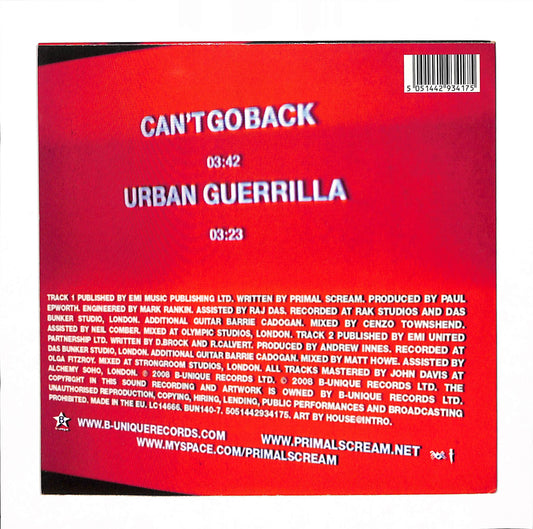 5 051442 934175
CAN'T GO BACK
03:42
URBAN GUERRILLA
03:23
TRACK 1 PUBLISHED BY EMI MUSIC PUBLISHING LTD. WRITTEN BY PRIMAL SCREAM. PRODUCED BY PAUL
EPWORTH. ENGINEERED BY MARK RANKIN. ASSISTED BY RAJ DAS. RECORDED AT RAK STUDIOS AND DAS
BUNKER STUDIO, LONDON. ADDITIONAL GUITAR BARRIE CADOGAN. MIXED BY CENZO TOWNSHEND.
ASSISTED BY NEIL COMBER. MIXED AT OLYMPIC STUDIOS, LONDON. TRACK 2 PUBLISHED BY EMI UNITED
PARTNERSHIP LTD. WRITTEN BY D.BROCK AND R.CALVERT. PRODUCED BY ANDREW INNES. RECORDED AT
DAS BUNKER STUDIO, LONDON. ADDITIONAL GUITAR BARRIE CADOGAN. MIXED BY MATT HOWE. ASSISTED BY
OLGA FITZROY. MIXED AT STRONGROOM STUDIOS, LONDON. ALL TRACKS MASTERED BY JOHN DAVIS AT
ALCHEMY SOHO, LONDON. ℗ 2008 B-UNIQUE RECORDS LTD. © 2008 B-UNIQUE RECORDS LTD. THE
COPYRIGHT IN THIS SOUND RECORDING AND ARTWORK IS OWNED BY B-UNIQUE RECORDS LTD.
UNAUTHORISED REPRODUCTION, COPYING, HIRING, LENDING, PUBLIC PERFORMANCES AND BROADCASTING
PROHIBITED. MADE IN THE EU. LC14666. BUN140-7. 5051442934175. ART BY HOUSE@INTRO.
B
WWW.B-UNIQUERECORDS.COM
WWW.PRIMALSCREAM.NET
WWW.MYSPACE.COM/PRIMALSCREAM